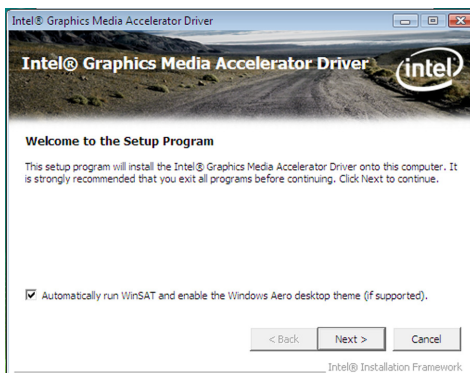 Intel® Graphics Media Accelerator Driver
Intel® Graphics Media Accelerator Driver
intel
Welcome to the Setup Program
This setup program will install the Intel® Graphics Media Accelerator Driver onto this computer. It
is strongly recommended that you exit all programs before continuing. Click Next to continue.
Automatically run WinSAT and enable the Windows Aero desktop theme (if supported).
< Back
Next >
Cancel
Intel® Installation Framework